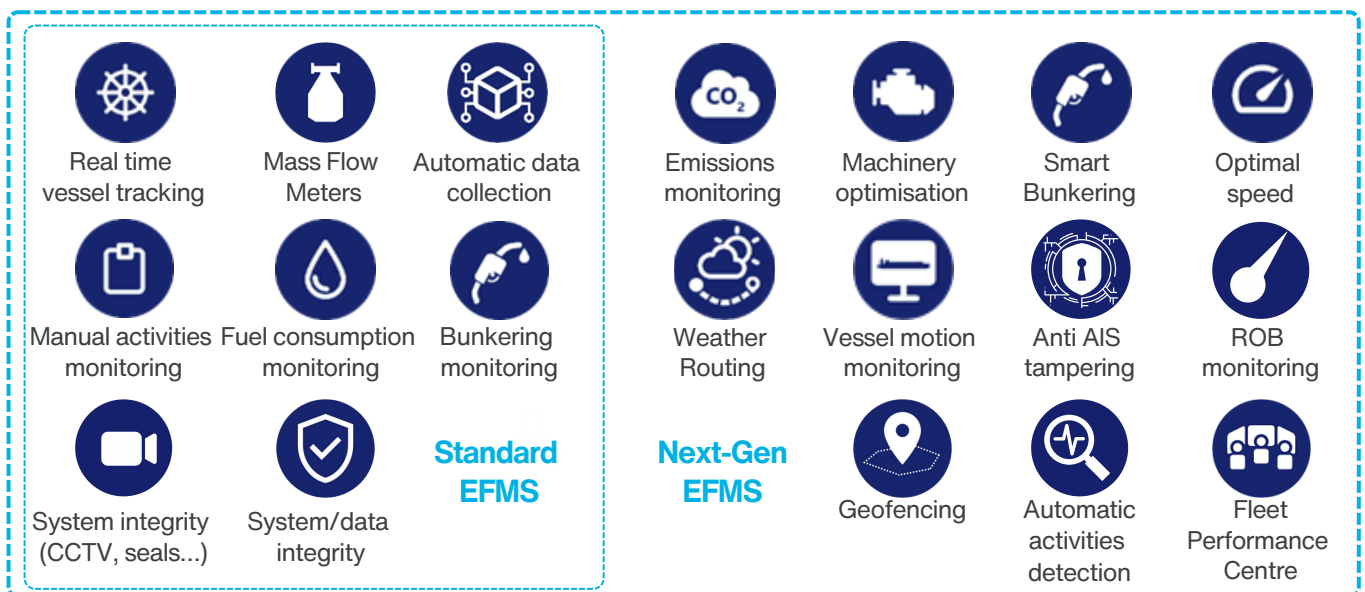 Real time
vessel tracking
Mass Flow
Meters
Automatic data
collection
CO₂
Emissions
monitoring
Machinery
optimisation
Smart
Bunkering
Optimal
speed
Manual activities
monitoring
Fuel consumption
monitoring
Bunkering
monitoring
Weather
Routing
Vessel motion
monitoring
Anti AIS
tampering
ROB
monitoring
System integrity
(CCTV, seals...)
System/data
integrity
Standard
EFMS
Next-Gen
EFMS
Geofencing
Automatic
activities
detection
Fleet
Performance
Centre